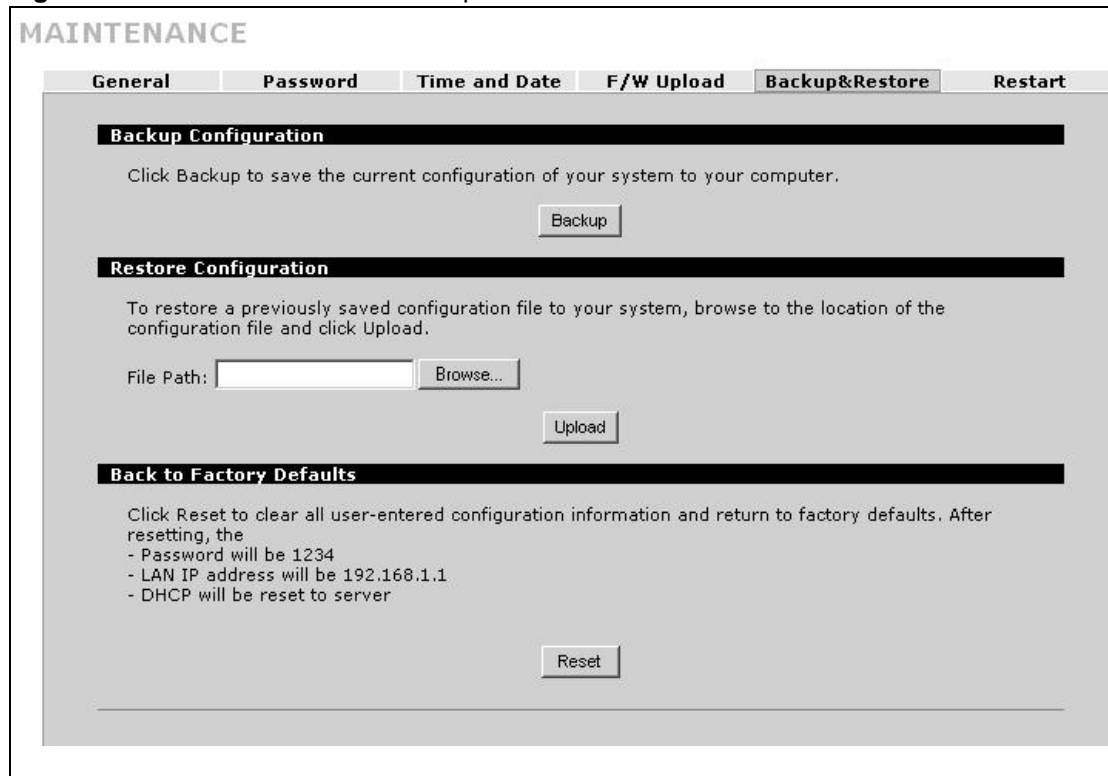 MAINTENANCE
General Password Time and Date F/W Upload Backup&Restore Restart
Backup Configuration
Click Backup to save the current configuration of your system to your computer.
Backup
Restore Configuration
To restore a previously saved configuration file to your system, browse to the location of the
configuration file and click Upload.
File Path: Browse...
Upload
Back to Factory Defaults
Click Reset to clear all user-entered configuration information and return to factory defaults. After
resetting, the
- Password will be 1234
- LAN IP address will be 192.168.1.1
- DHCP will be reset to server
Reset